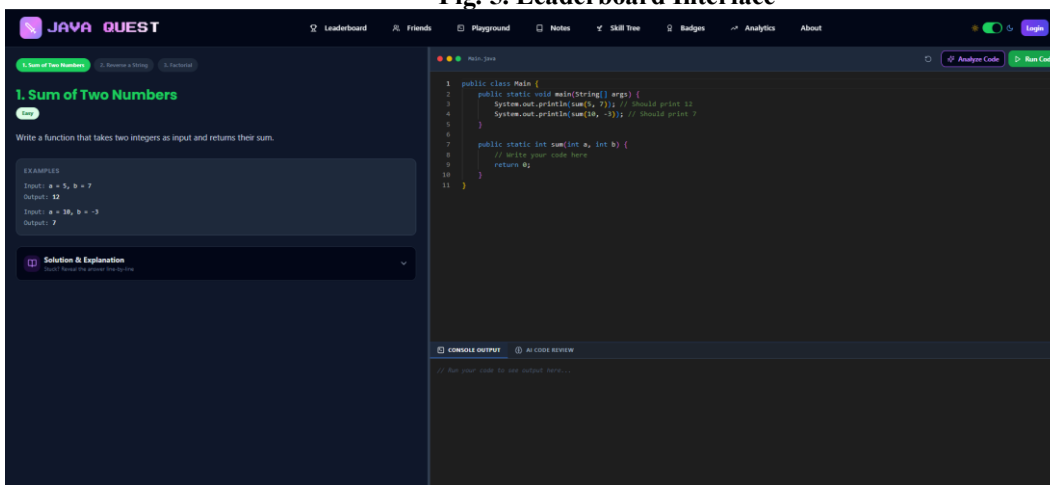 Fig. 3. Leaderboard Interface
JAVA QUEST
Leaderboard Friends Playground Notes Skill Tree Badges Analytics About Login
1. Sum of Two Numbers 2. Reverse a String 3. Factorial
1. Sum of Two Numbers
Easy
Write a function that takes two integers as input and returns their sum.
EXAMPLES
Input: a = 5, b = 7
Output: 12
Input: a = 10, b = -3
Output: 7
Solution & Explanation
Stuck? Reveal the answer line-by-line
Main.java
Analyze Code Run Cod
1 public class Main {
2 public static void main(String[] args) {
3 System.out.println(sum(5, 7)); // Should print 12
4 System.out.println(sum(10, -3)); // Should print 7
5 }
6
7 public static int sum(int a, int b) {
8 // Write your code here
9 return 0;
10 }
11 }
CONSOLE OUTPUT AI CODE REVIEW
// Run your code to see output here...